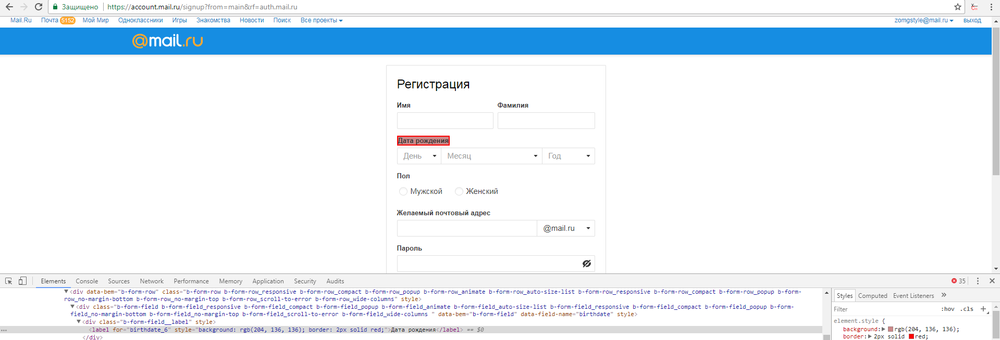 Защищено https://account.mail.ru/signup?from=main&rf=auth.mail.ru
Mail.Ru Почта 5152 Мой Мир Одноклассники Игры Знакомства Новости Поиск Все проекты zomgstyle@mail.ru выход
@mail.ru
Регистрация
Имя Фамилия
Дата рождения
День Месяц Год
Пол
Мужской Женский
Желаемый почтовый адрес
@mail.ru
Пароль
Elements Console Sources Network Performance Memory Application Security Audits 35
<div data-bem="b-form-row" class="b-form-row b-form-row_responsive b-form-row_compact b-form-row_popup b-form-row_animate b-form-row_auto-size-list b-form-row_responsive b-form-row_compact b-form-row_popup b-form-
row_no-margin-bottom b-form-row_no-margin-top b-form-row_scroll-to-error b-form-row_wide-columns" style>
<div class="b-form-field b-form-field_responsive b-form-field_compact b-form-field_popup b-form-field_animate b-form-field_auto-size-list b-form-field_responsive b-form-field_compact b-form-field_popup b-form-
field_no-margin-bottom b-form-field_no-margin-top b-form-field_scroll-to-error b-form-field_wide-columns " data-bem="b-form-field" data-field-name="birthdate" style>
<div class="b-form-field__label" style>
<label for="birthdate_6" style="background: rgb(204, 136, 136); border: 2px solid red;">Дата рождения</label> == $0
</div>
Styles Computed Event Listeners »
Filter :hov .cls +
element.style {
background: rgb(204, 136, 136);
border: 2px solid red;